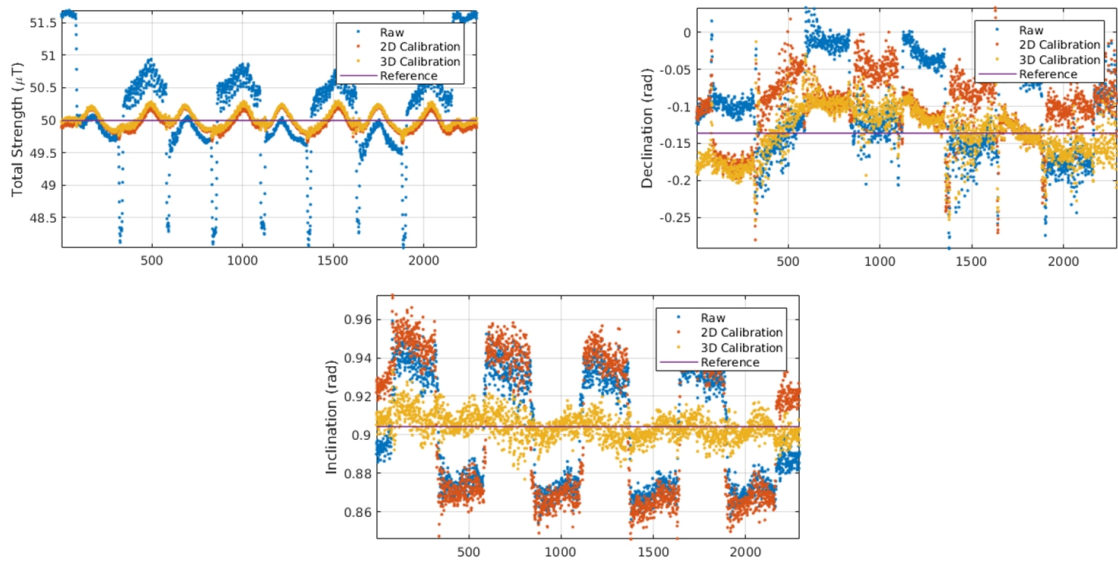 51.5
51
50.5
50
49.5
49
48.5
Total Strength (μT)
500
1000
1500
2000
Raw
2D Calibration
3D Calibration
Reference
0
-0.05
-0.1
-0.15
-0.2
-0.25
Declination (rad)
500
1000
1500
2000
Raw
2D Calibration
3D Calibration
Reference
0.96
0.94
0.92
0.9
0.88
0.86
Inclination (rad)
500
1000
1500
2000
Raw
2D Calibration
3D Calibration
Reference